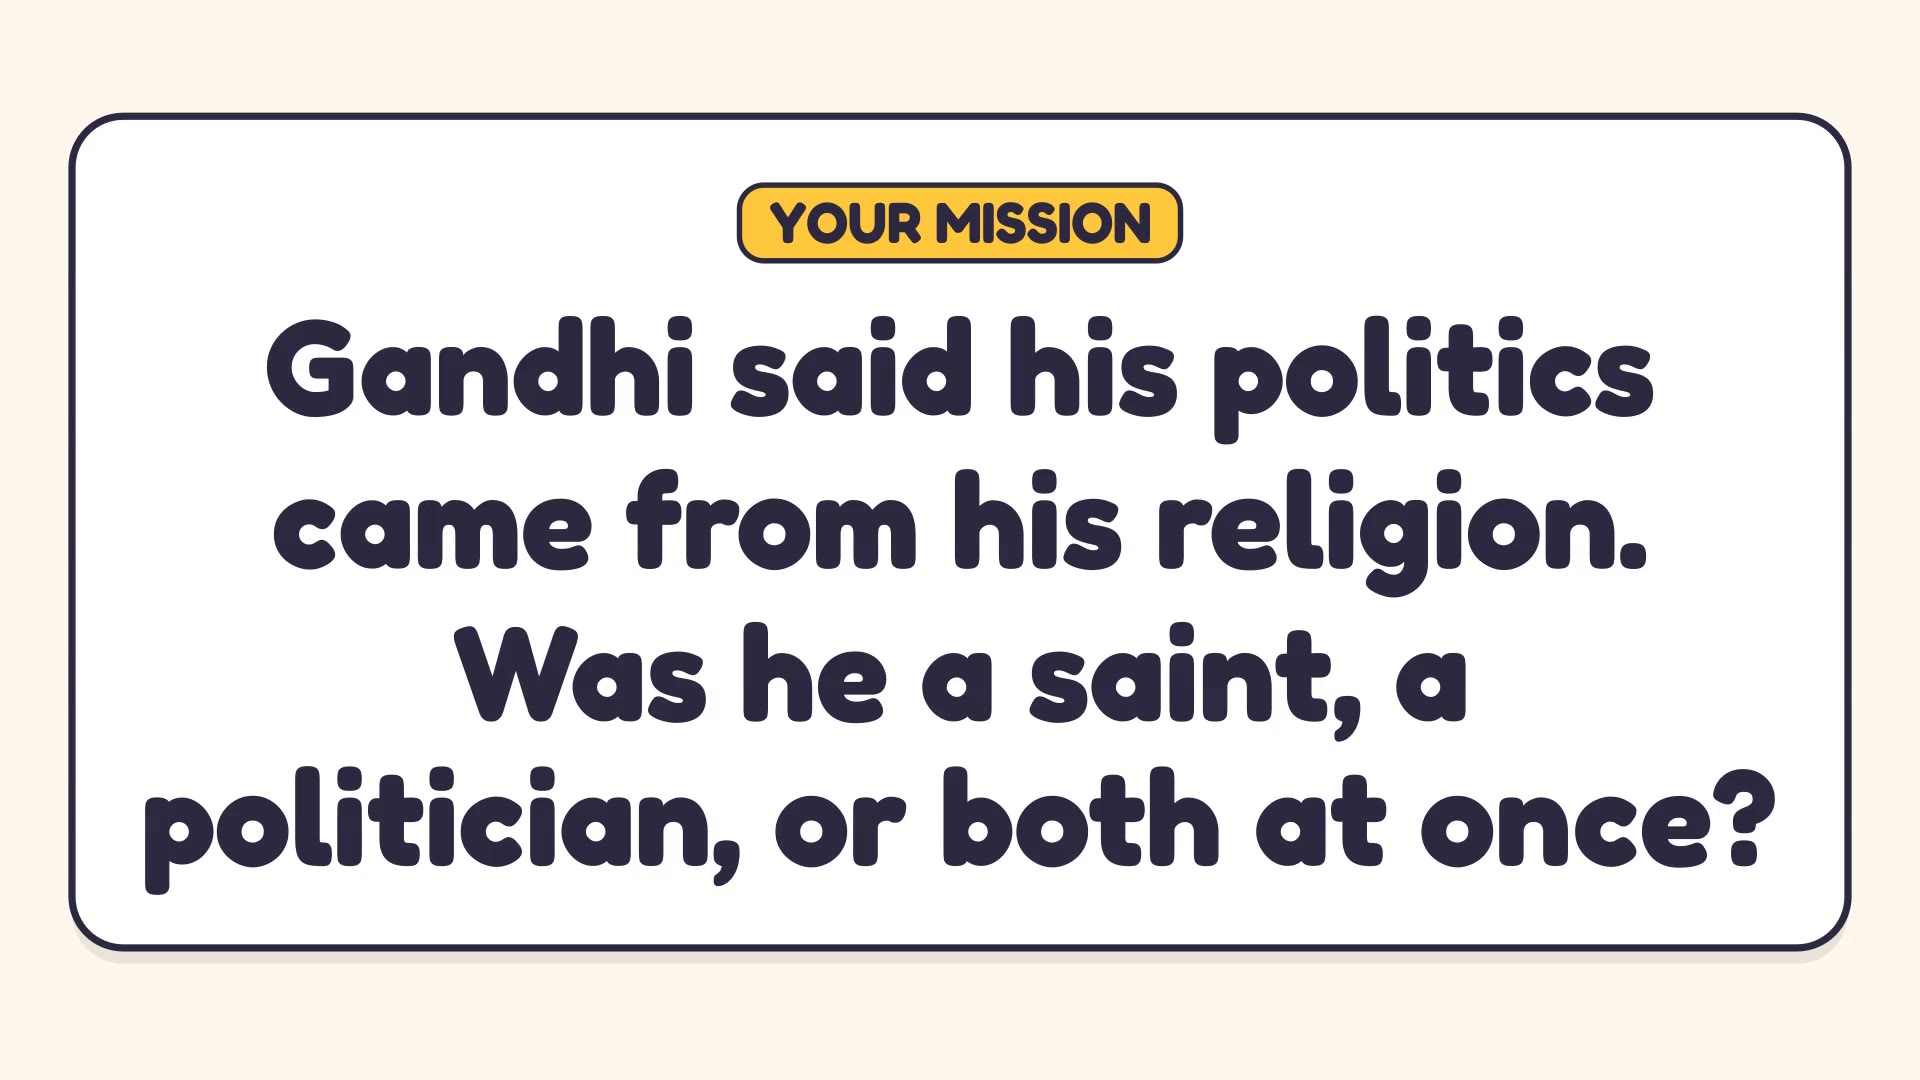 YOUR MISSION
Gandhi said his politics
came from his religion.
Was he a saint, a
politician, or both at once?